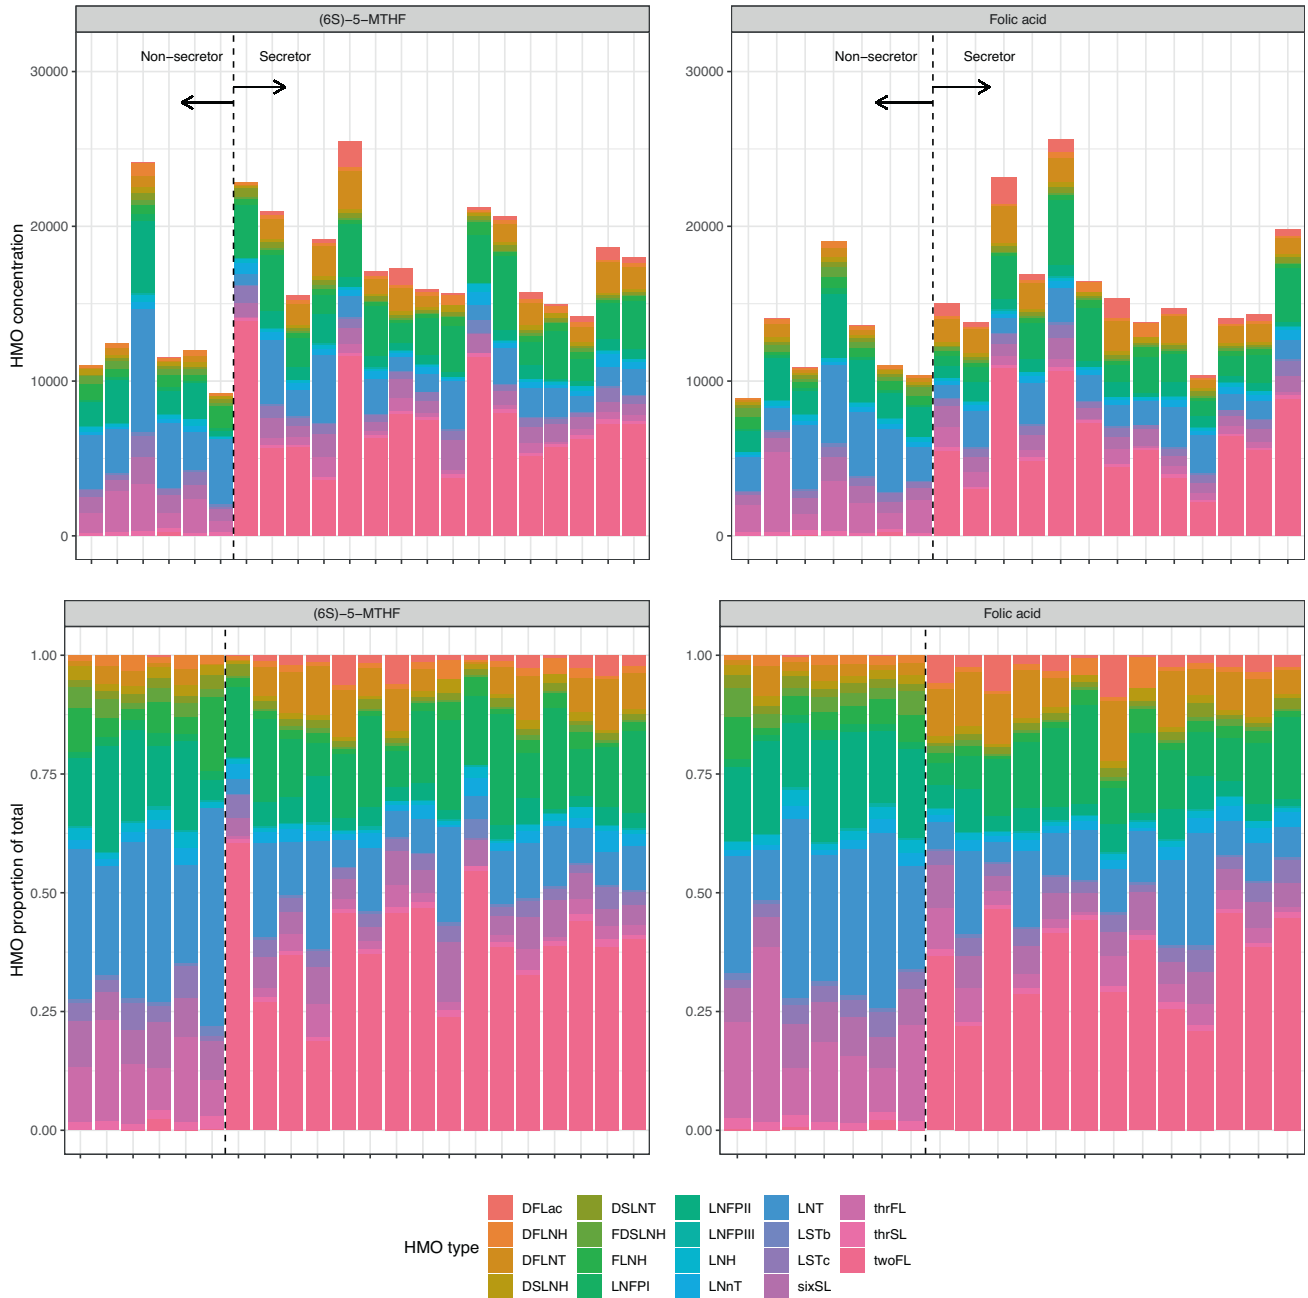 (6S)−5−MTHF
Folic acid
Non−secretor
Secretor
Non−secretor
Secretor
HMO concentration
30000
20000
10000
0
30000
20000
10000
0
(6S)−5−MTHF
Folic acid
HMO proportion of total
1.00
0.75
0.50
0.25
0.00
1.00
0.75
0.50
0.25
0.00
HMO type
DFLac
DFLNH
DFLNT
DSLNH
DSLNT
FDSLNH
FLNH
LNFPI
LNFPII
LNFPIII
LNH
LNnT
LNT
LSTb
LSTc
sixSL
thrFL
thrSL
twoFL